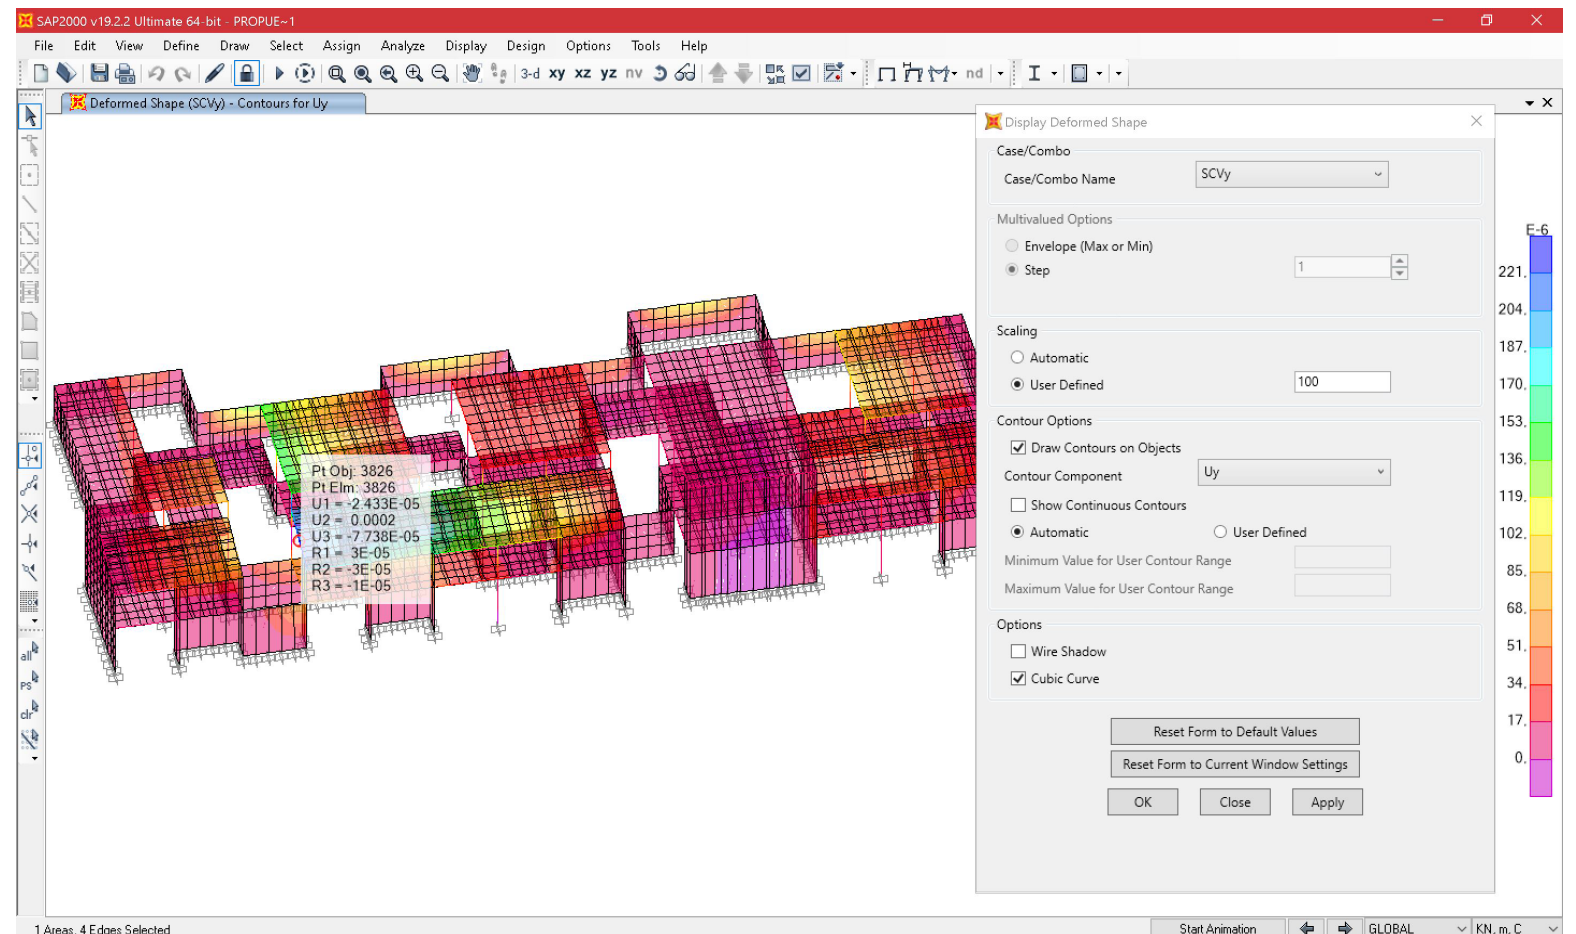 SAP2000 v19.2.2 Ultimate 64-bit - PROPUE~1
File Edit View Define Draw Select Assign Analyze Display Design Options Tools Help
3-d xy xz yz nv nd
Deformed Shape (SCVy) - Contours for Uy
Pt Obj: 3826
Pt Elm: 3826
U1 = -2.433E-05
U2 = 0.0002
U3 = -7.738E-05
R1 = 3E-05
R2 = -3E-05
R3 = -1E-05
all
PS
clr
Display Deformed Shape
Case/Combo
Case/Combo Name SCVy
Multivalued Options
Envelope (Max or Min)
Step 1
Scaling
Automatic
User Defined 100
Contour Options
Draw Contours on Objects
Contour Component Uy
Show Continuous Contours
Automatic User Defined
Minimum Value for User Contour Range
Maximum Value for User Contour Range
Options
Wire Shadow
Cubic Curve
Reset Form to Default Values
Reset Form to Current Window Settings
OK Close Apply
E-6
221.
204.
187.
170.
153.
136.
119.
102.
85.
68.
51.
34.
17.
0.
1 Areas, 4 Edges Selected
Start Animation GLOBAL KN, m, C